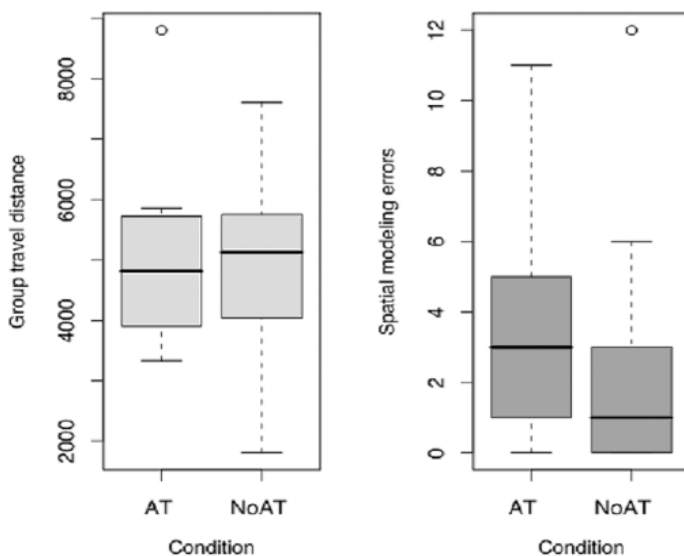 Group travel distance
8000
6000
4000
2000
AT NoAT
Condition
Spatial modeling errors
12
10
8
6
4
2
0
AT NoAT
Condition